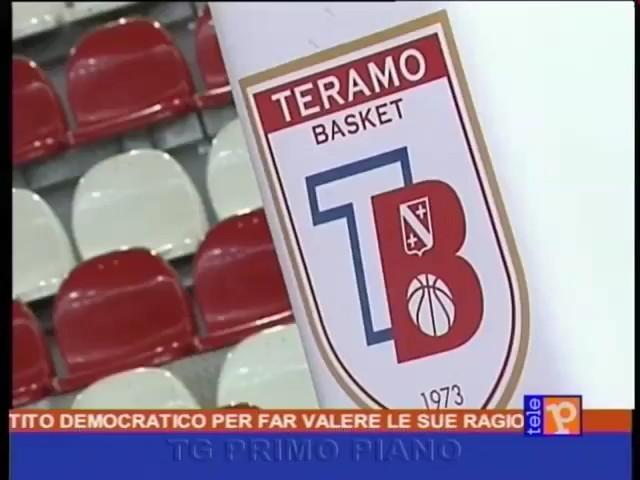 TERAMO
BASKET
TB
1973
TITO DEMOCRATICO PER FAR VALERE LE SUE RAGIO
tele p
TG PRIMO PIANO